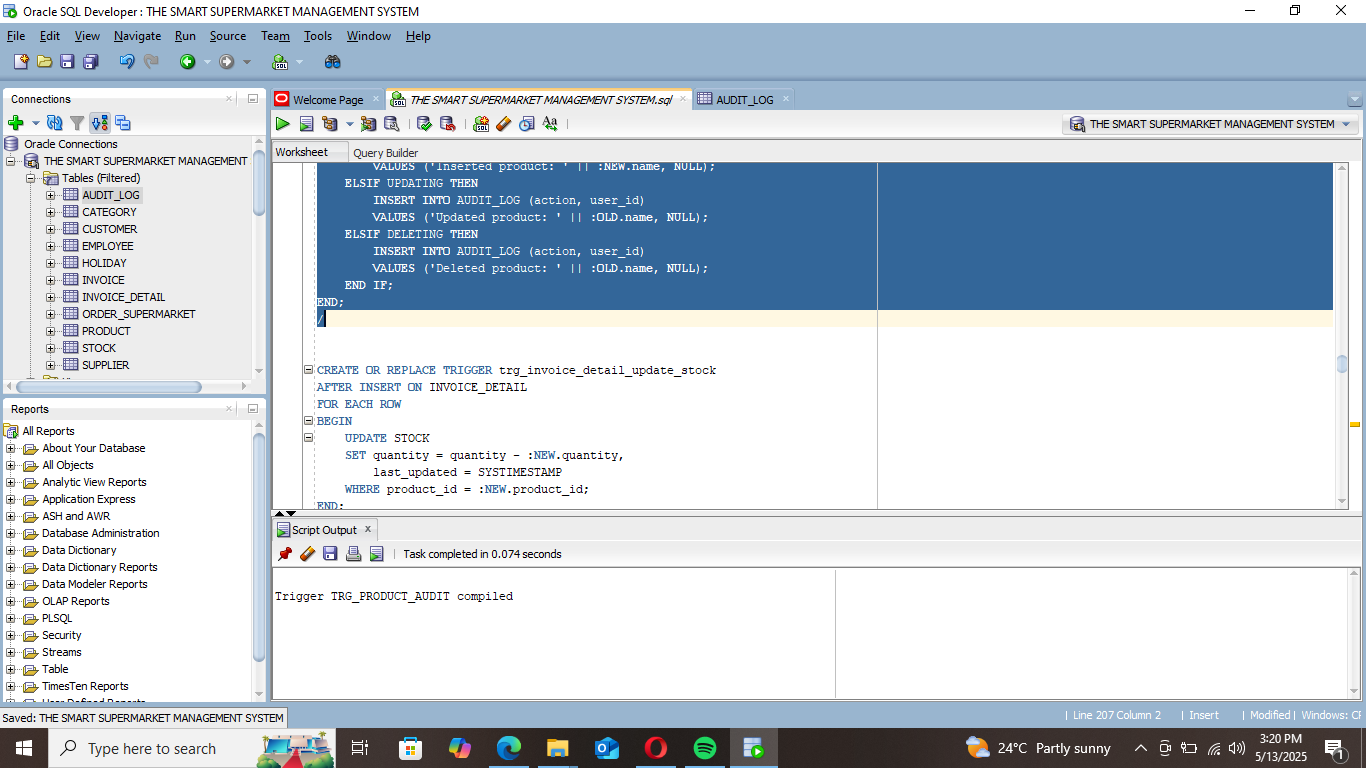 Oracle SQL Developer : THE SMART SUPERMARKET MANAGEMENT SYSTEM
File Edit View Navigate Run Source Team Tools Window Help
Connections
Oracle Connections
THE SMART SUPERMARKET MANAGEMENT
Tables (Filtered)
AUDIT_LOG
CATEGORY
CUSTOMER
EMPLOYEE
HOLIDAY
INVOICE
INVOICE_DETAIL
ORDER_SUPERMARKET
PRODUCT
STOCK
SUPPLIER
Reports
All Reports
About Your Database
All Objects
Analytic View Reports
Application Express
ASH and AWR
Database Administration
Data Dictionary
Data Dictionary Reports
Data Modeler Reports
OLAP Reports
PLSQL
Security
Streams
Table
TimesTen Reports
User Defined Reports
Welcome Page
THE SMART SUPERMARKET MANAGEMENT SYSTEM.sql
AUDIT_LOG
THE SMART SUPERMARKET MANAGEMENT SYSTEM
Worksheet Query Builder
VALUES ('Inserted product: ' || :NEW.name, NULL);
ELSIF UPDATING THEN
INSERT INTO AUDIT_LOG (action, user_id)
VALUES ('Updated product: ' || :OLD.name, NULL);
ELSIF DELETING THEN
INSERT INTO AUDIT_LOG (action, user_id)
VALUES ('Deleted product: ' || :OLD.name, NULL);
END IF;
END;
/
CREATE OR REPLACE TRIGGER trg_invoice_detail_update_stock
AFTER INSERT ON INVOICE_DETAIL
FOR EACH ROW
BEGIN
UPDATE STOCK
SET quantity = quantity - :NEW.quantity,
last_updated = SYSTIMESTAMP
WHERE product_id = :NEW.product_id;
END;
Script Output
Task completed in 0.074 seconds
Trigger TRG_PRODUCT_AUDIT compiled
Saved: THE SMART SUPERMARKET MANAGEMENT SYSTEM
Line 207 Column 2 | Insert | Modified | Windows: CR
Type here to search
24°C Partly sunny
3:20 PM
5/13/2025
1